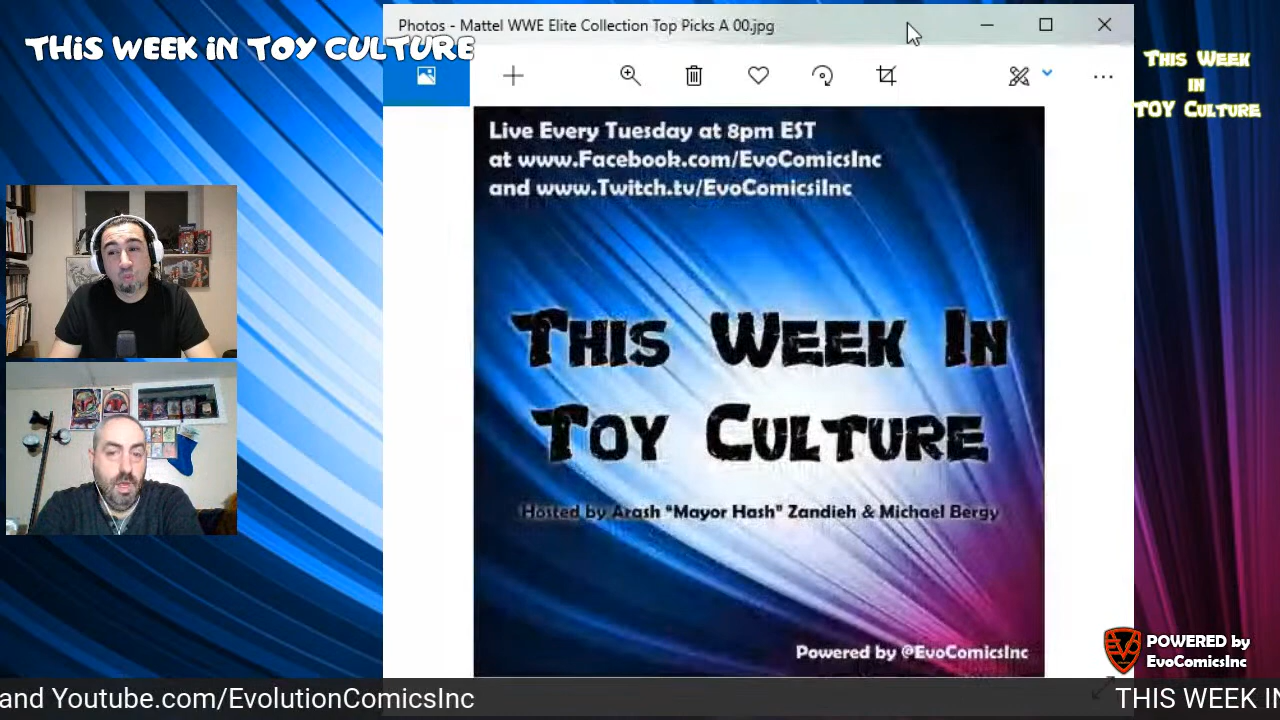 THiS WEEK iN TOY CULTURE
Photos - Mattel WWE Elite Collection Top Picks A 00.jpg
This Week
in
TOY Culture
Live Every Tuesday at 8pm EST
at www.Facebook.com/EvoComicsInc
and www.Twitch.tv/EvoComicsiInc
This Week In
Toy Culture
Hosted by Arash "Mayor Hash" Zandieh & Michael Bergy
Powered by @EvoComicsInc
EVO
POWERED by
EvoComicsInc
and Youtube.com/EvolutionComicsInc
THIS WEEK IN